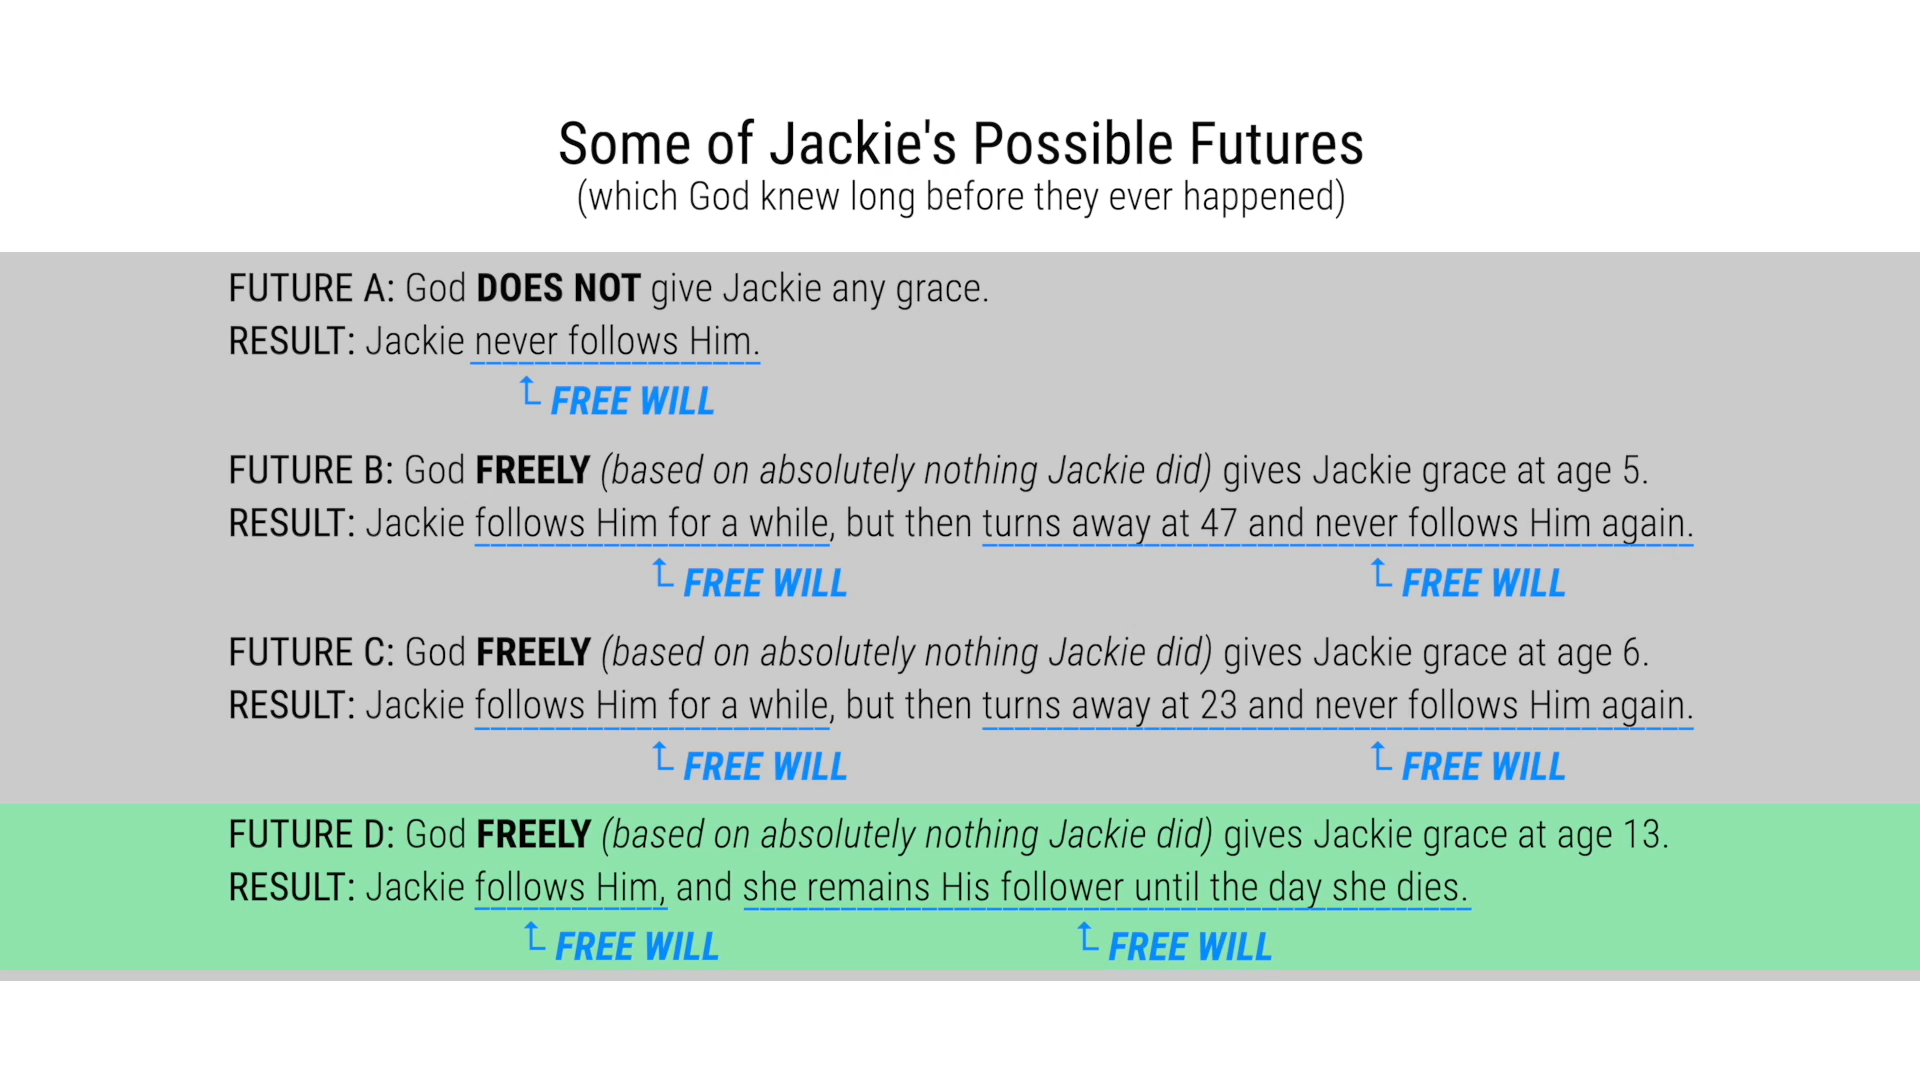 Some of Jackie's Possible Futures
(which God knew long before they ever happened)
FUTURE A: God DOES NOT give Jackie any grace.
RESULT: Jackie never follows Him.
FREE WILL
FUTURE B: God FREELY (based on absolutely nothing Jackie did) gives Jackie grace at age 5.
RESULT: Jackie follows Him for a while, but then turns away at 47 and never follows Him again.
FREE WILL FREE WILL
FUTURE C: God FREELY (based on absolutely nothing Jackie did) gives Jackie grace at age 6.
RESULT: Jackie follows Him for a while, but then turns away at 23 and never follows Him again.
FREE WILL FREE WILL
FUTURE D: God FREELY (based on absolutely nothing Jackie did) gives Jackie grace at age 13.
RESULT: Jackie follows Him, and she remains His follower until the day she dies.
FREE WILL FREE WILL